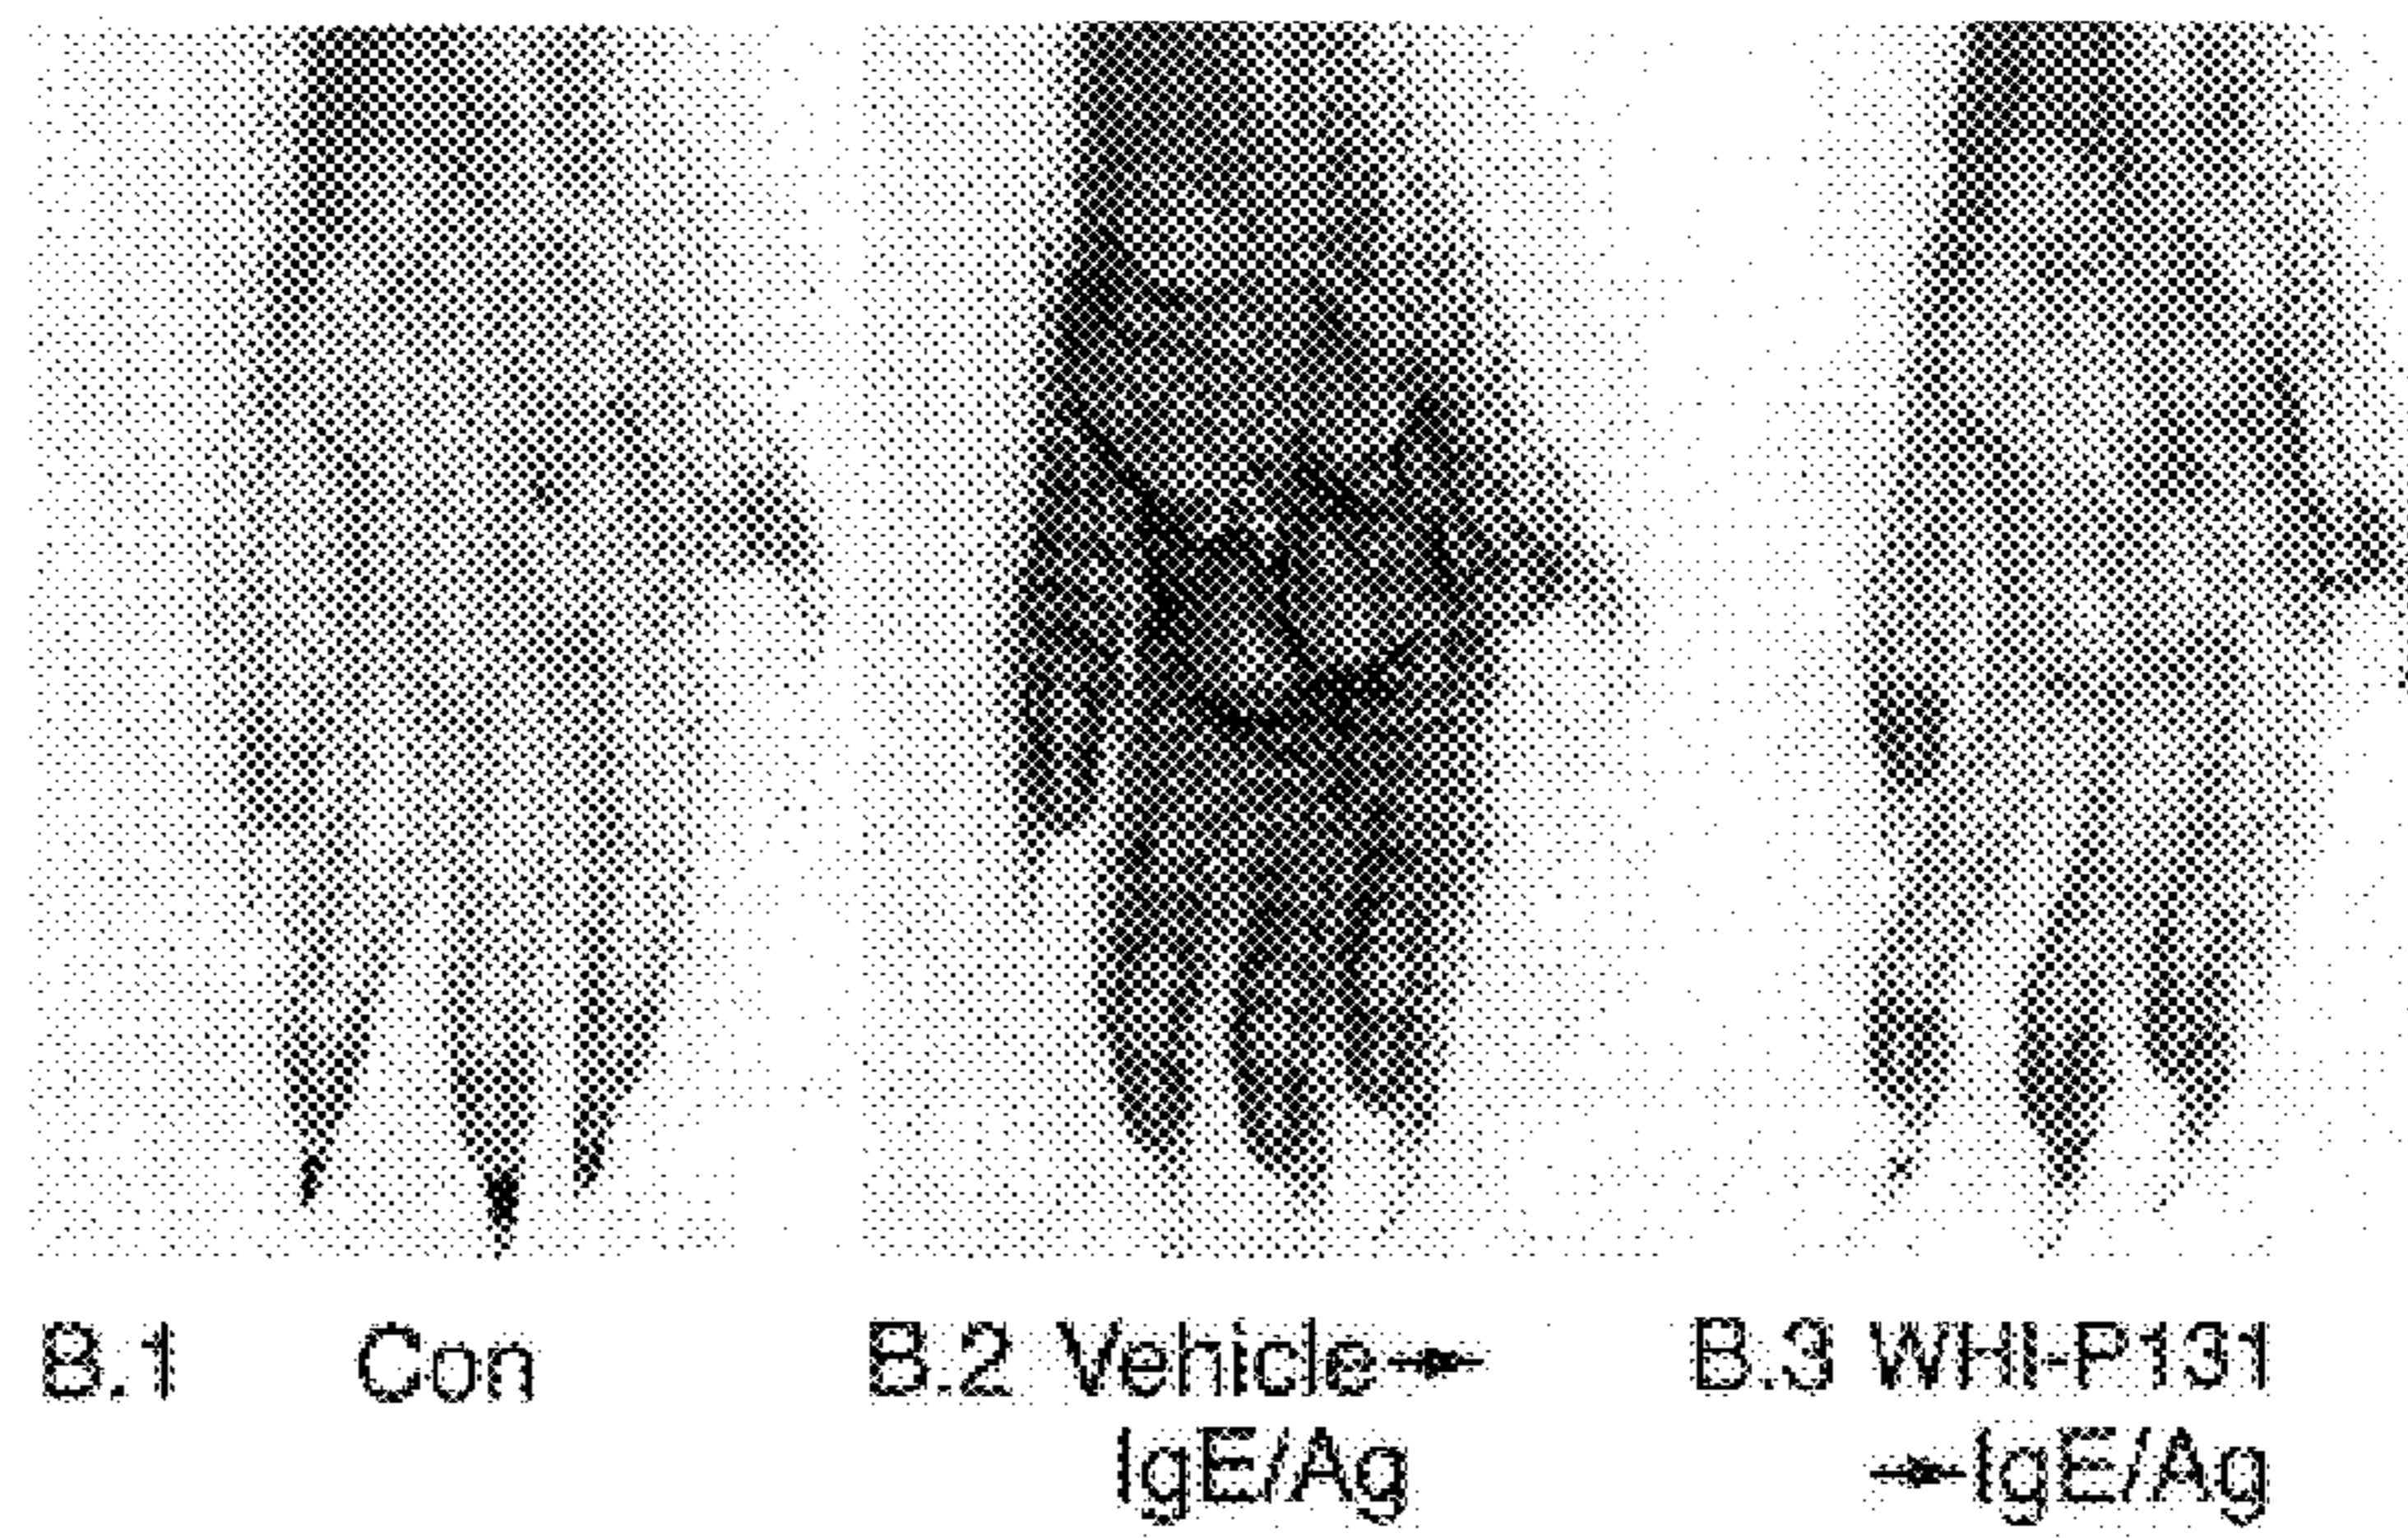 B.1 Con
B.2 Vehicle→
IgE/Ag
B.3 WHI-P131
→IgE/Ag